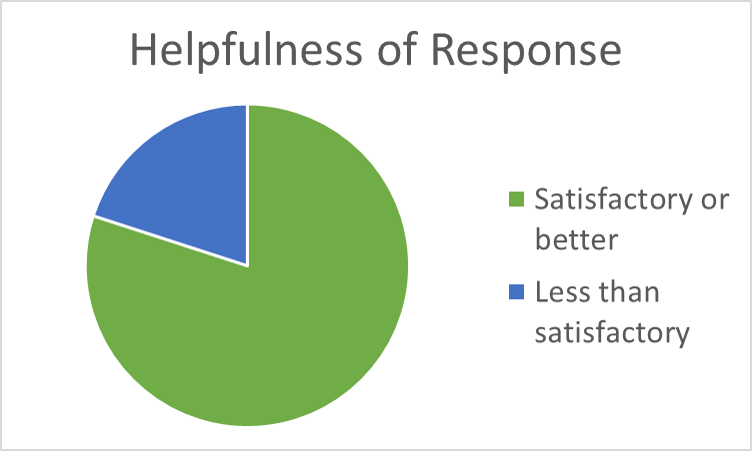 Helpfulness of Response
Satisfactory or
better
Less than
satisfactory